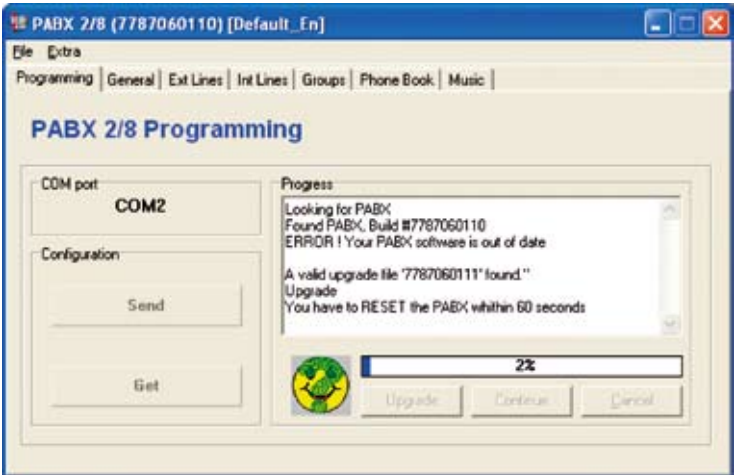 PABX 2/8 (7787060110) [Default_En]
File Extra
Programming General Ext Lines Int Lines Groups Phone Book Music
PABX 2/8 Programming
COM port
COM2
Configuration
Send
Get
Progress
Looking for PABX
Found PABX, Build #7787060110
ERROR ! Your PABX software is out of date
A valid upgrade file '7787060111' found."
Upgrade
You have to RESET the PABX whithin 60 seconds
2%
Upgrade Continue Cancel